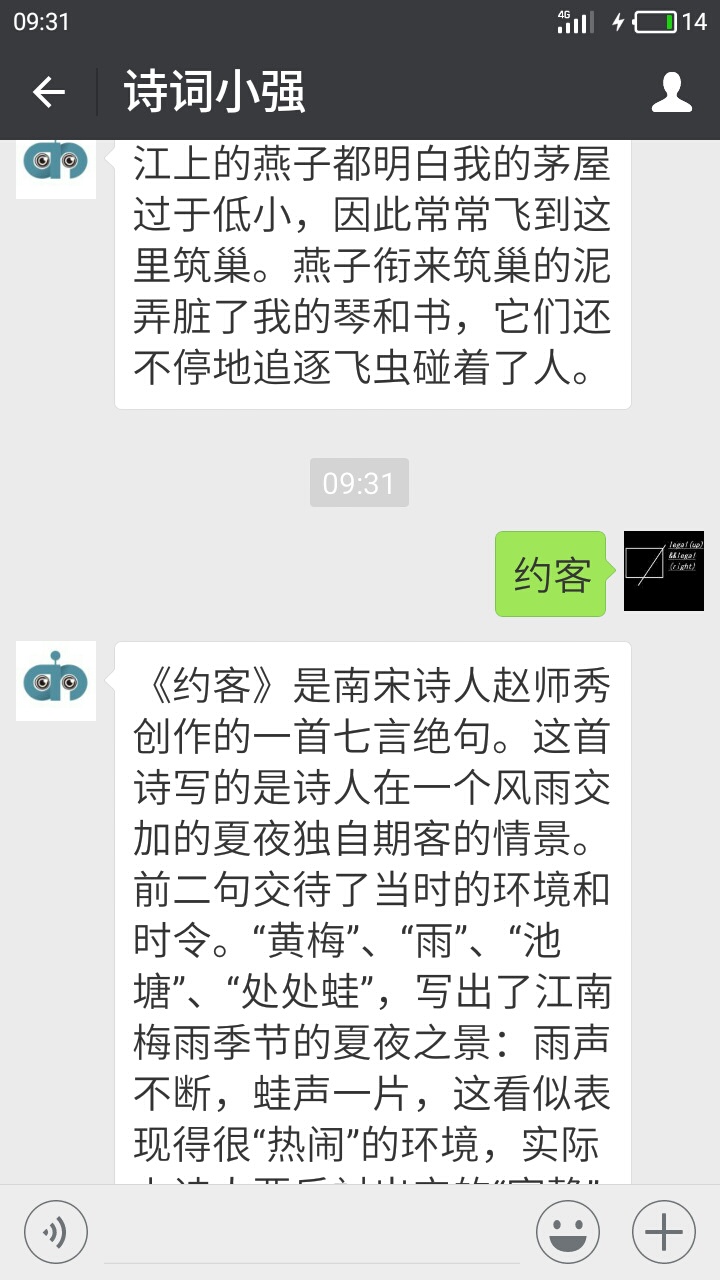 09:31
4G
14
诗词小强
江上的燕子都明白我的茅屋
过于低小，因此常常飞到这
里筑巢。燕子衔来筑巢的泥
弄脏了我的琴和书，它们还
不停地追逐飞虫碰着了人。
09:31
约客
legal(up)
&&legal
(right)
《约客》是南宋诗人赵师秀
创作的一首七言绝句。这首
诗写的是诗人在一个风雨交
加的夏夜独自期客的情景。
前二句交待了当时的环境和
时令。“黄梅”、“雨”、“池
塘”、“处处蛙”，写出了江南
梅雨季节的夏夜之景：雨声
不断，蛙声一片，这看似表
现得很“热闹”的环境，实际